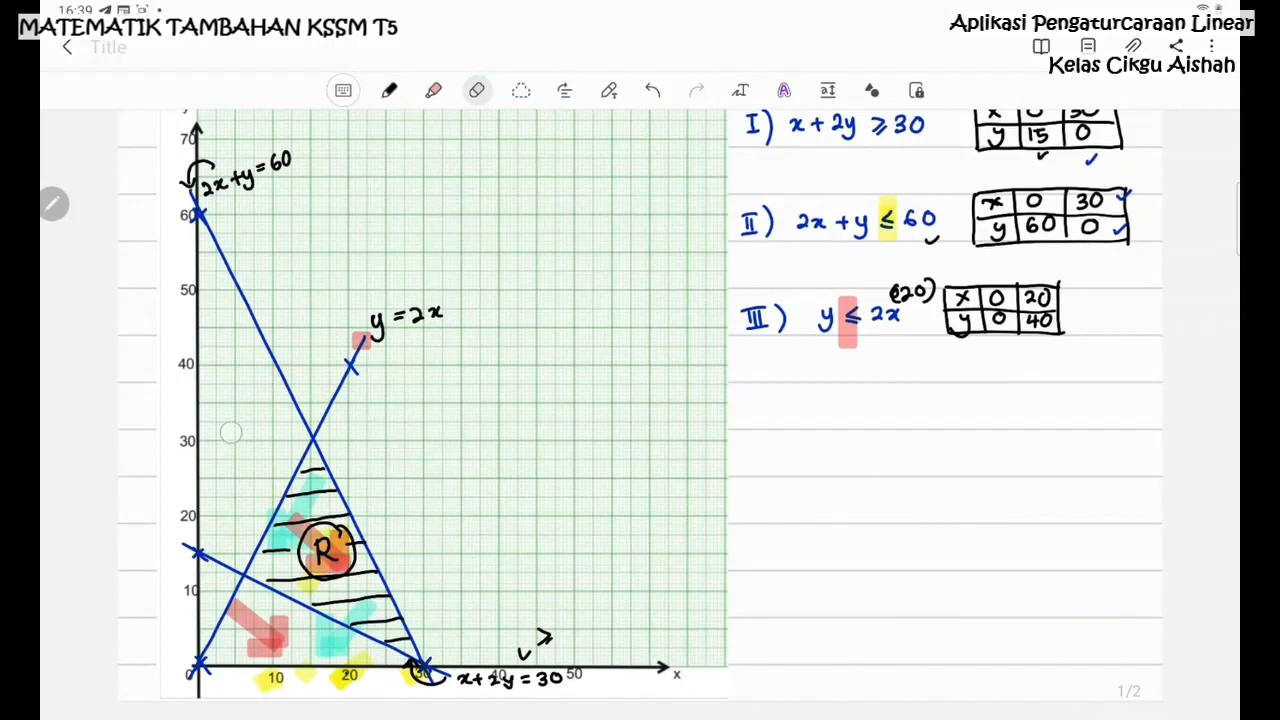 16:39
MATEMATIK TAMBAHAN KSSM T5
Aplikasi Pengaturcaraan Linear
Title
Kelas Cikgu Aishah
I) x + 2y ≥ 30
x 0 30
y 15 0
II) 2x + y ≤ 60
x 0 30
y 60 0
III) y ≤ 2x (20)
x 0 20
y 0 40
y
70
2x+y=60
60
50
y = 2x
40
30
20
R
10
≥
0 10 20 30 40 50 x
x+2y=30
1/2